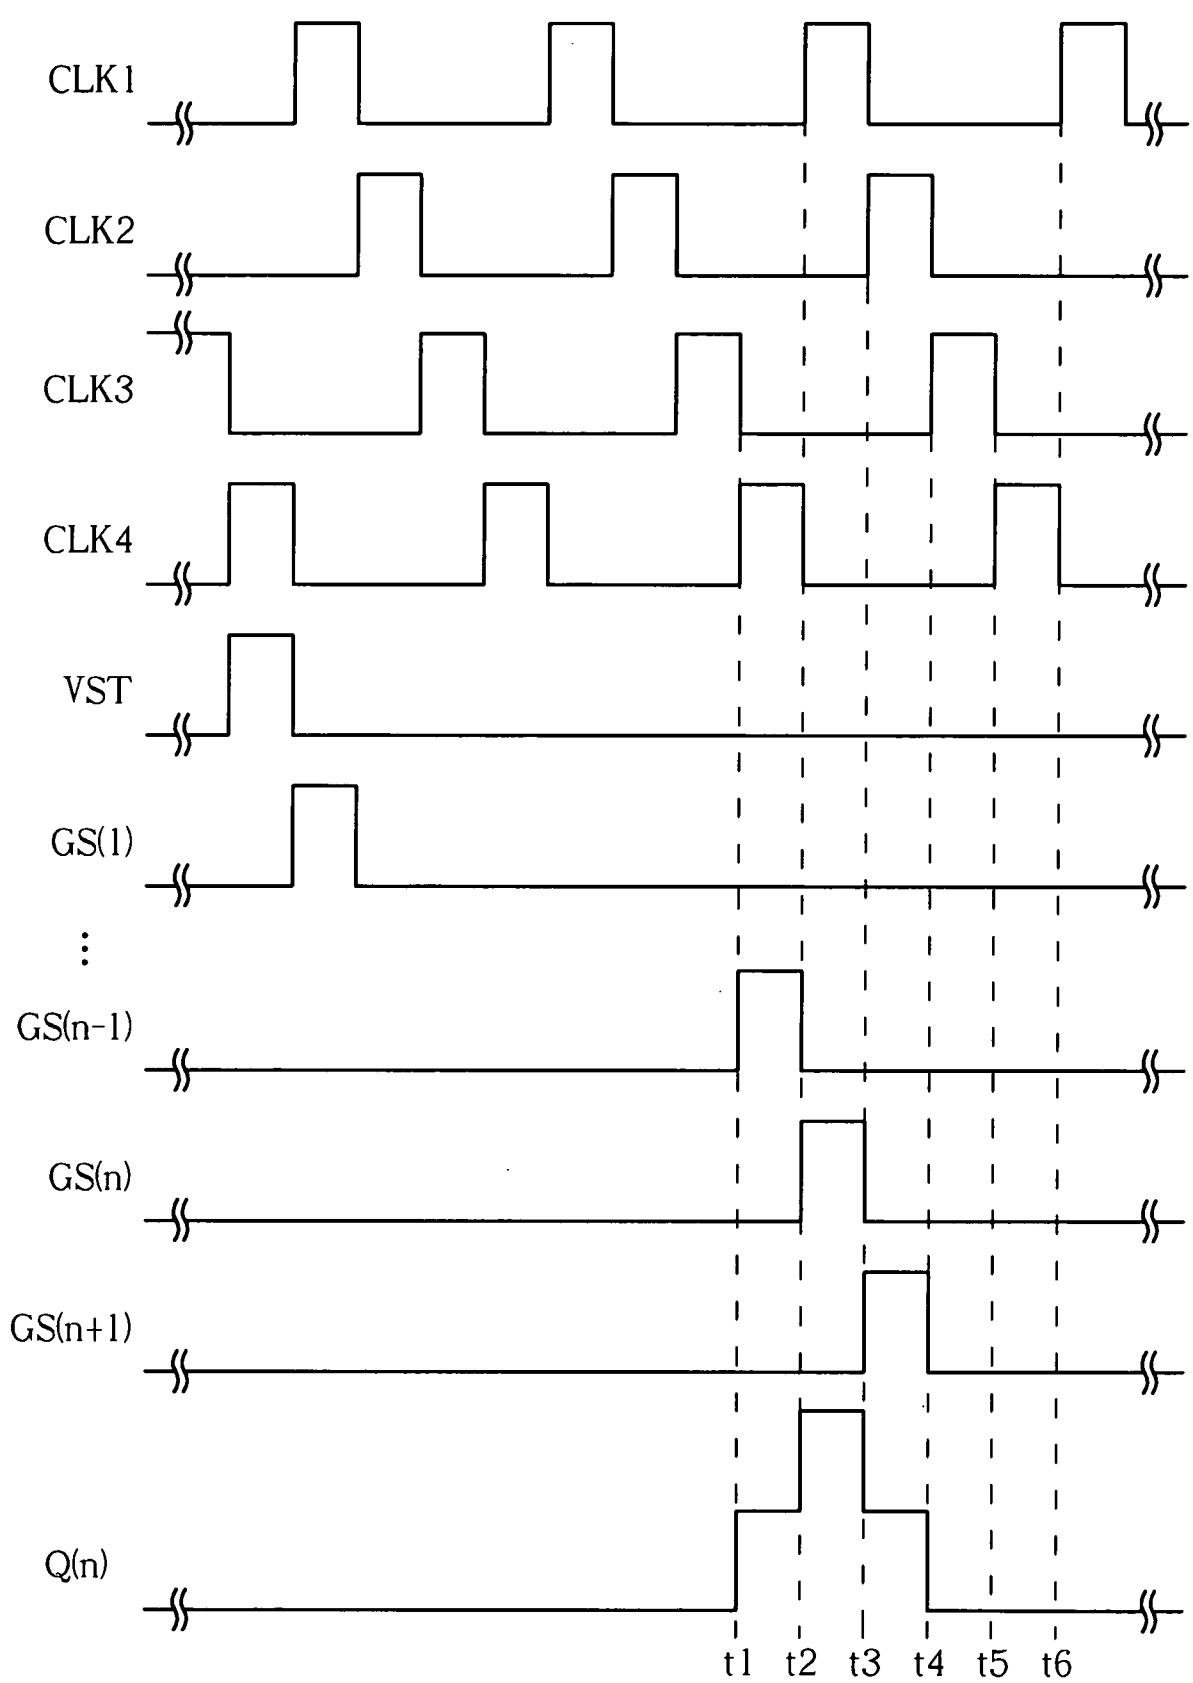 CLK1
CLK2
CLK3
CLK4
VST
GS(1)
⋮
GS(n-1)
GS(n)
GS(n+1)
Q(n)
t1 t2 t3 t4 t5 t6